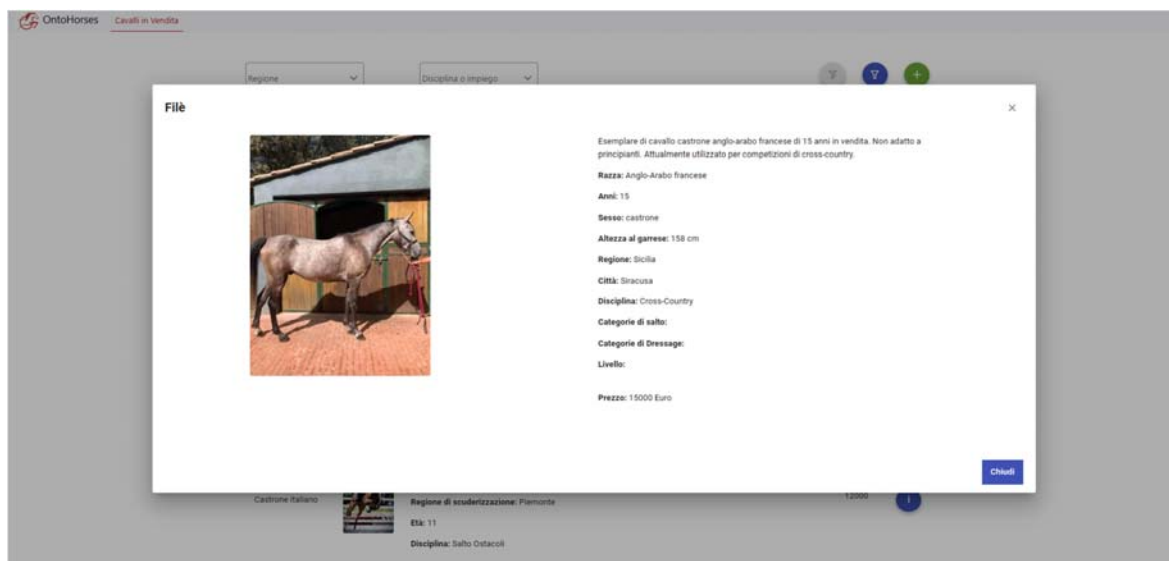 OntoHorses Cavalli in Vendita
Regione Disciplina o impiego
Filè
Esemplare di cavallo castrone anglo-arabo francese di 15 anni in vendita. Non adatto a
principianti. Attualmente utilizzato per competizioni di cross-country.
Razza: Anglo-Arabo francese
Anni: 15
Sesso: castrone
Altezza al garrese: 158 cm
Regione: Sicilia
Città: Siracusa
Disciplina: Cross-Country
Categorie di salto:
Categorie di Dressage:
Livello:
Prezzo: 15000 Euro
Chiudi
Castrone italiano
Regione di scuderizzazione: Piemonte
12000
Età: 11
Disciplina: Salto Ostacoli